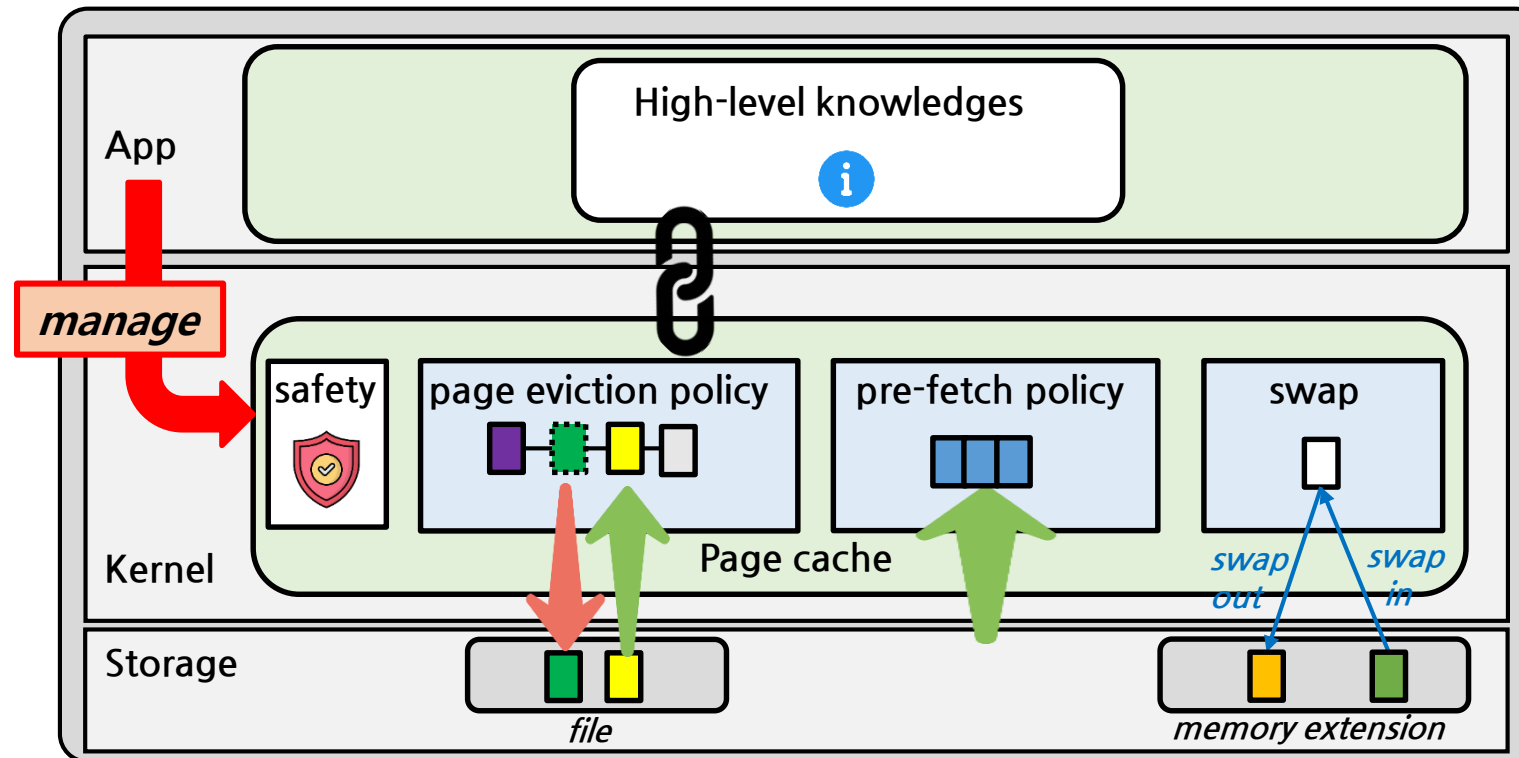 High-level knowledges
App
manage
safety
page eviction policy
pre-fetch policy
swap
Page cache
Kernel
swap
out
swap
in
Storage
file
memory extension